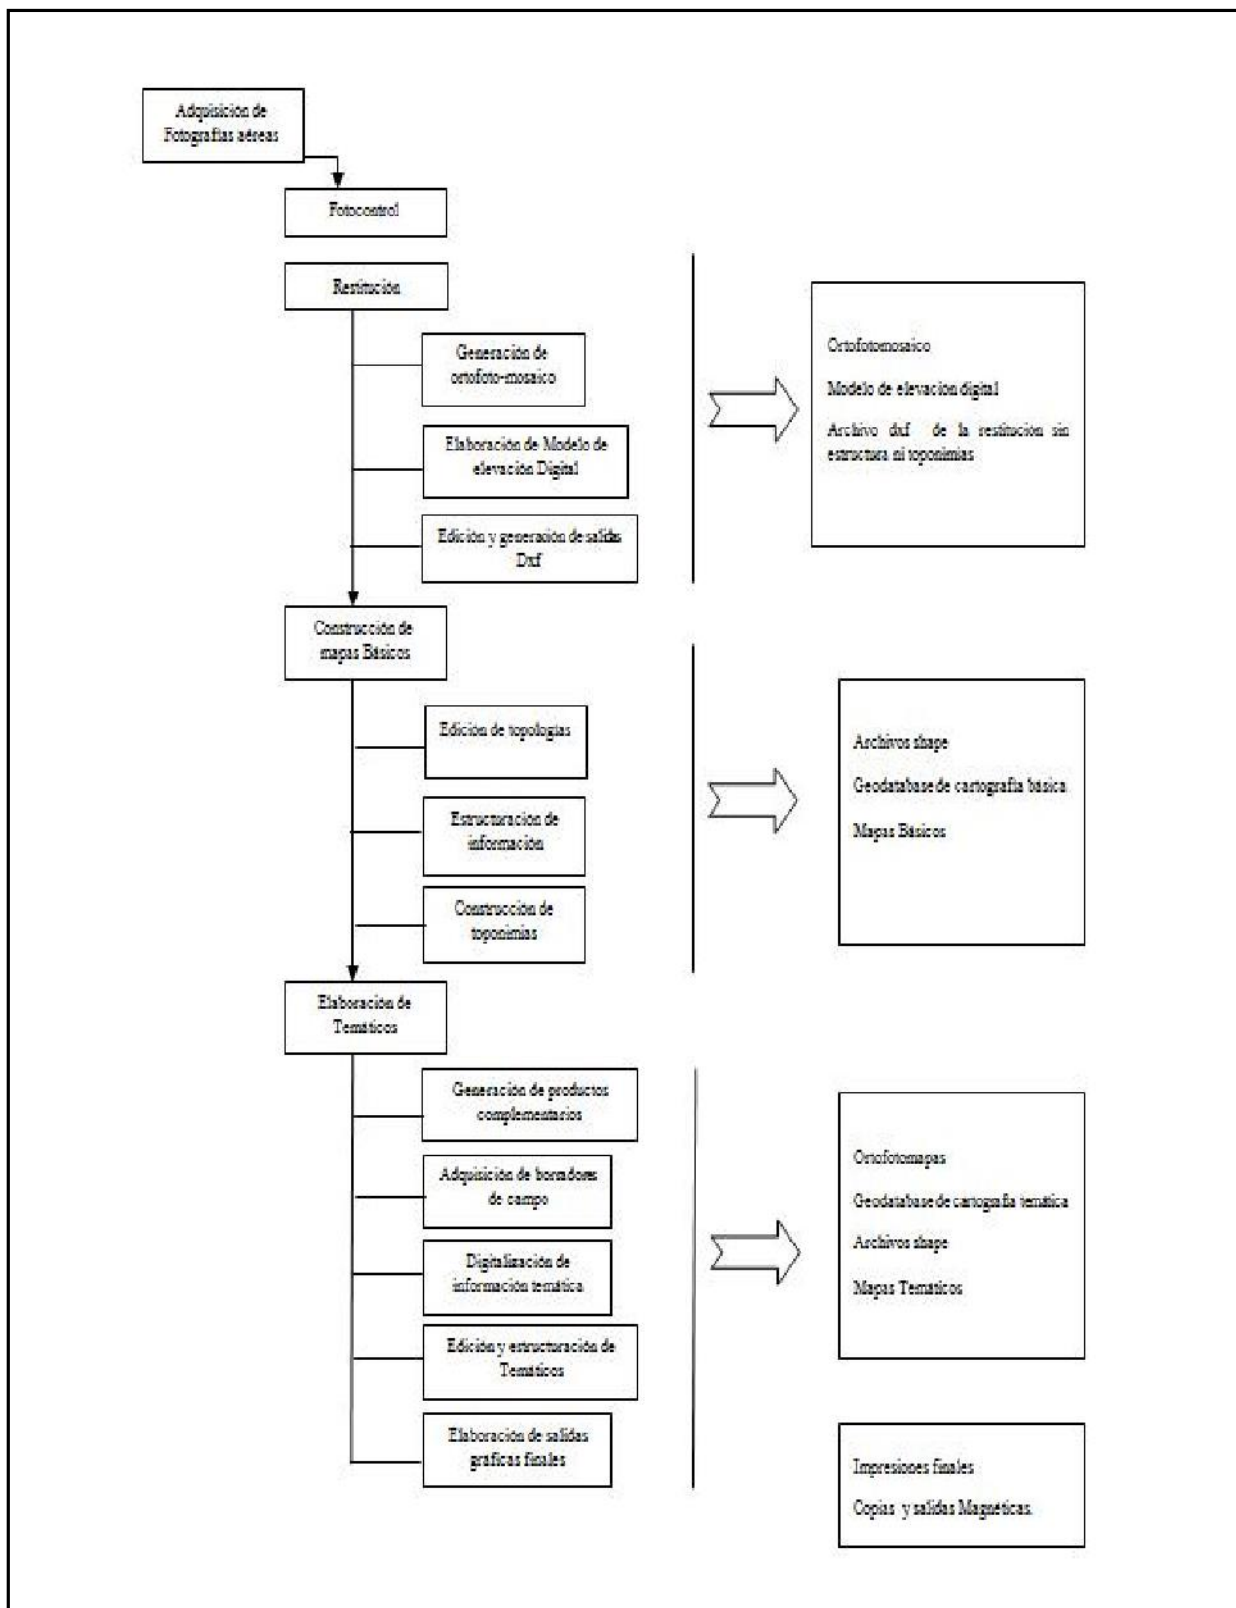 Adquisición de
Fotografías aéreas
Fotocontrol
Restitución
Generación de
ortofoto-mosaico
Elaboración de Modelo de
elevación Digital
Edición y generación de salidas
Dxf
Ortofotomosaico
Modelo de elevación digital
Archivo dxf de la restitución sin
estructura ni toponimias
Construcción de
mapas Básicos
Edición de topologías
Estructuración de
información
Construcción de
toponimias
Archivos shape
Geodatabase de cartografía básica
Mapas Básicos
Elaboración de
Temáticos
Generación de productos
complementarios
Adquisición de borradores
de campo
Digitalización de
información temática
Edición y estructuración de
Temáticos
Elaboración de salidas
gráficas finales
Ortofotomapas
Geodatabase de cartografía temática
Archivos shape
Mapas Temáticos
Impresiones finales
Copias y salidas Magnéticas.